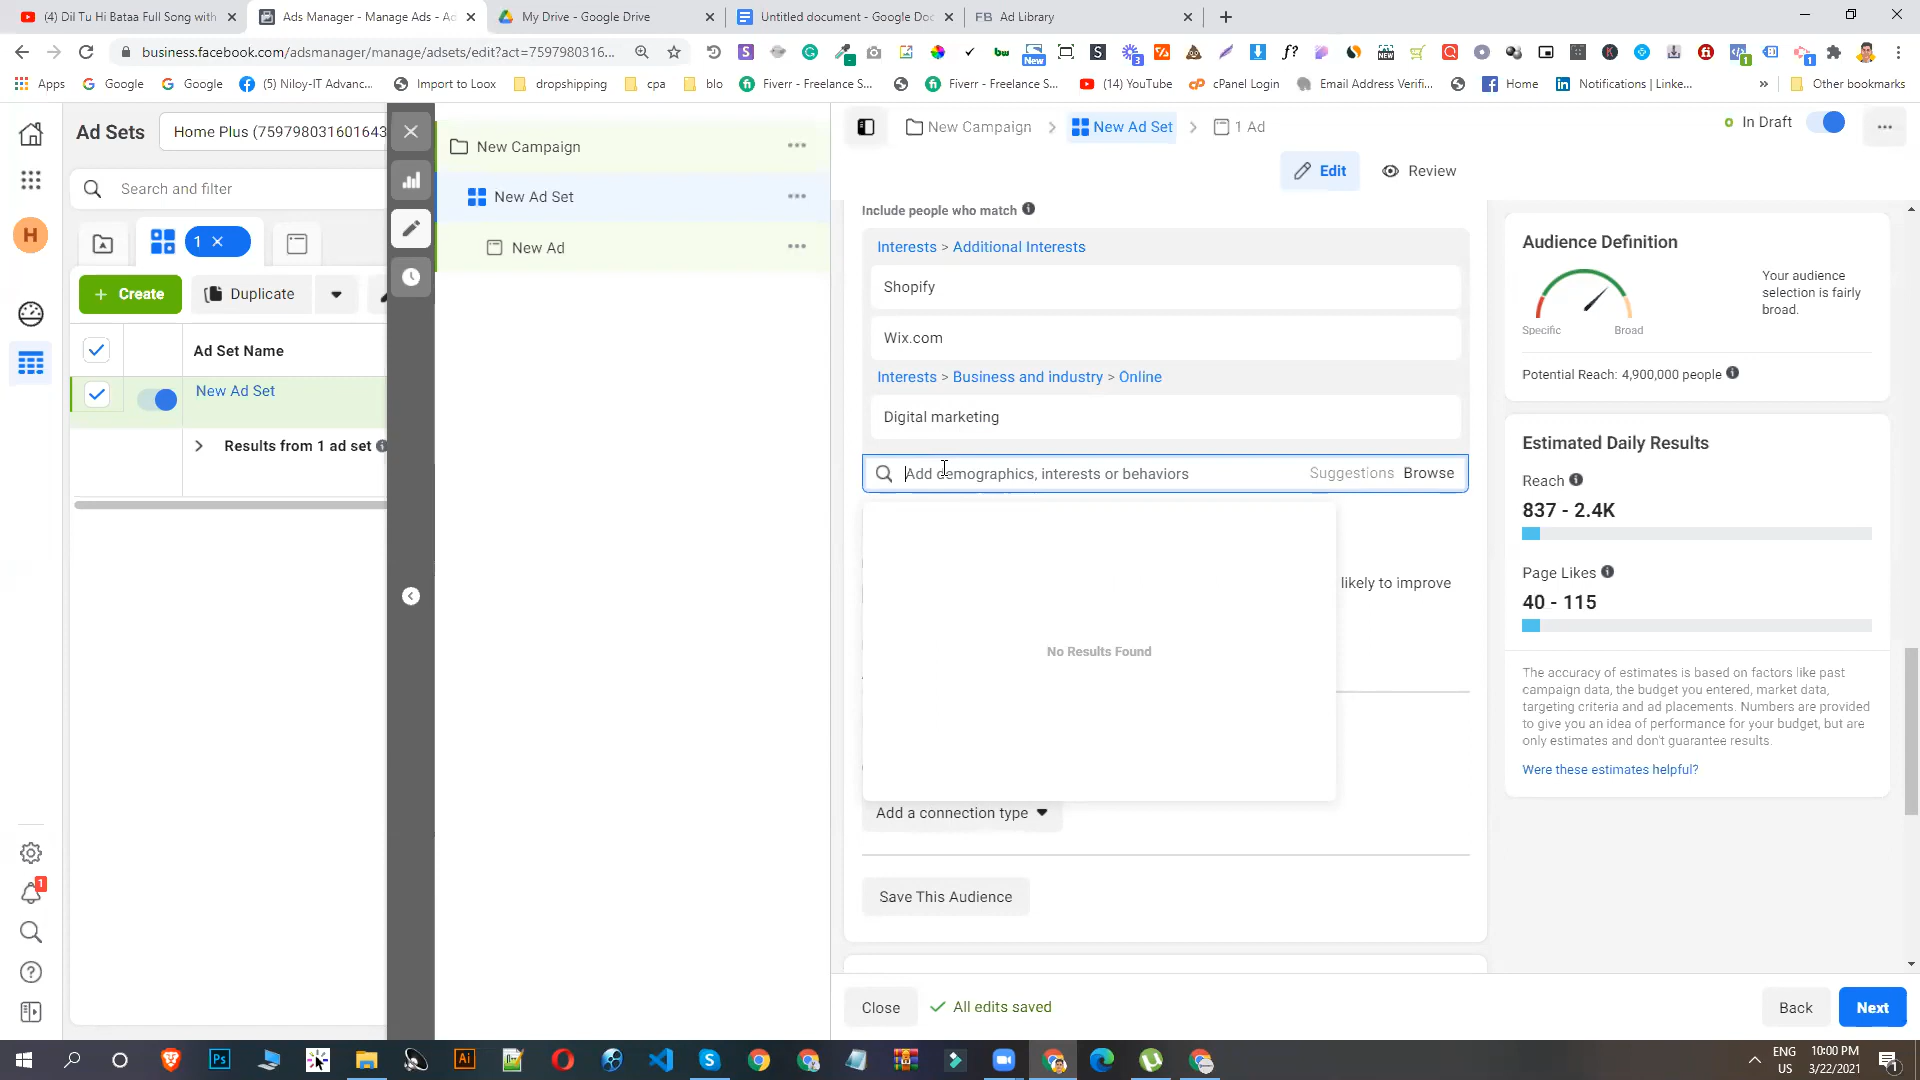 (4) Dil Tu Hi Bataa Full Song with
Ads Manager - Manage Ads - Ac
My Drive - Google Drive
Untitled document - Google Doc
FB Ad Library
business.facebook.com/adsmanager/manage/adsets/edit?act=7597980316...
Apps
Google
Google
(5) Niloy-IT Advanc...
Import to Loox
dropshipping
cpa
blo
Fiverr - Freelance S...
Fiverr - Freelance S...
(14) YouTube
cPanel Login
Email Address Verifi...
Home
Notifications | Linke...
Other bookmarks
Ad Sets
Home Plus (759798031601643
Search and filter
1
Create
Duplicate
Ad Set Name
New Ad Set
Results from 1 ad set
H
1
New Campaign
New Ad Set
New Ad
New Campaign
New Ad Set
1 Ad
In Draft
Edit
Review
Include people who match
Interests > Additional Interests
Shopify
Wix.com
Interests > Business and industry > Online
Digital marketing
Add demographics, interests or behaviors
Suggestions
Browse
No Results Found
likely to improve
Add a connection type
Save This Audience
Close
All edits saved
Back
Next
Audience Definition
Your audience
selection is fairly
broad.
Specific
Broad
Potential Reach: 4,900,000 people
Estimated Daily Results
Reach
837 - 2.4K
Page Likes
40 - 115
The accuracy of estimates is based on factors like past
campaign data, the budget you entered, market data,
targeting criteria and ad placements. Numbers are provided
to give you an idea of performance for your budget, but are
only estimates and don't guarantee results.
Were these estimates helpful?
ENG
US
10:00 PM
3/22/2021